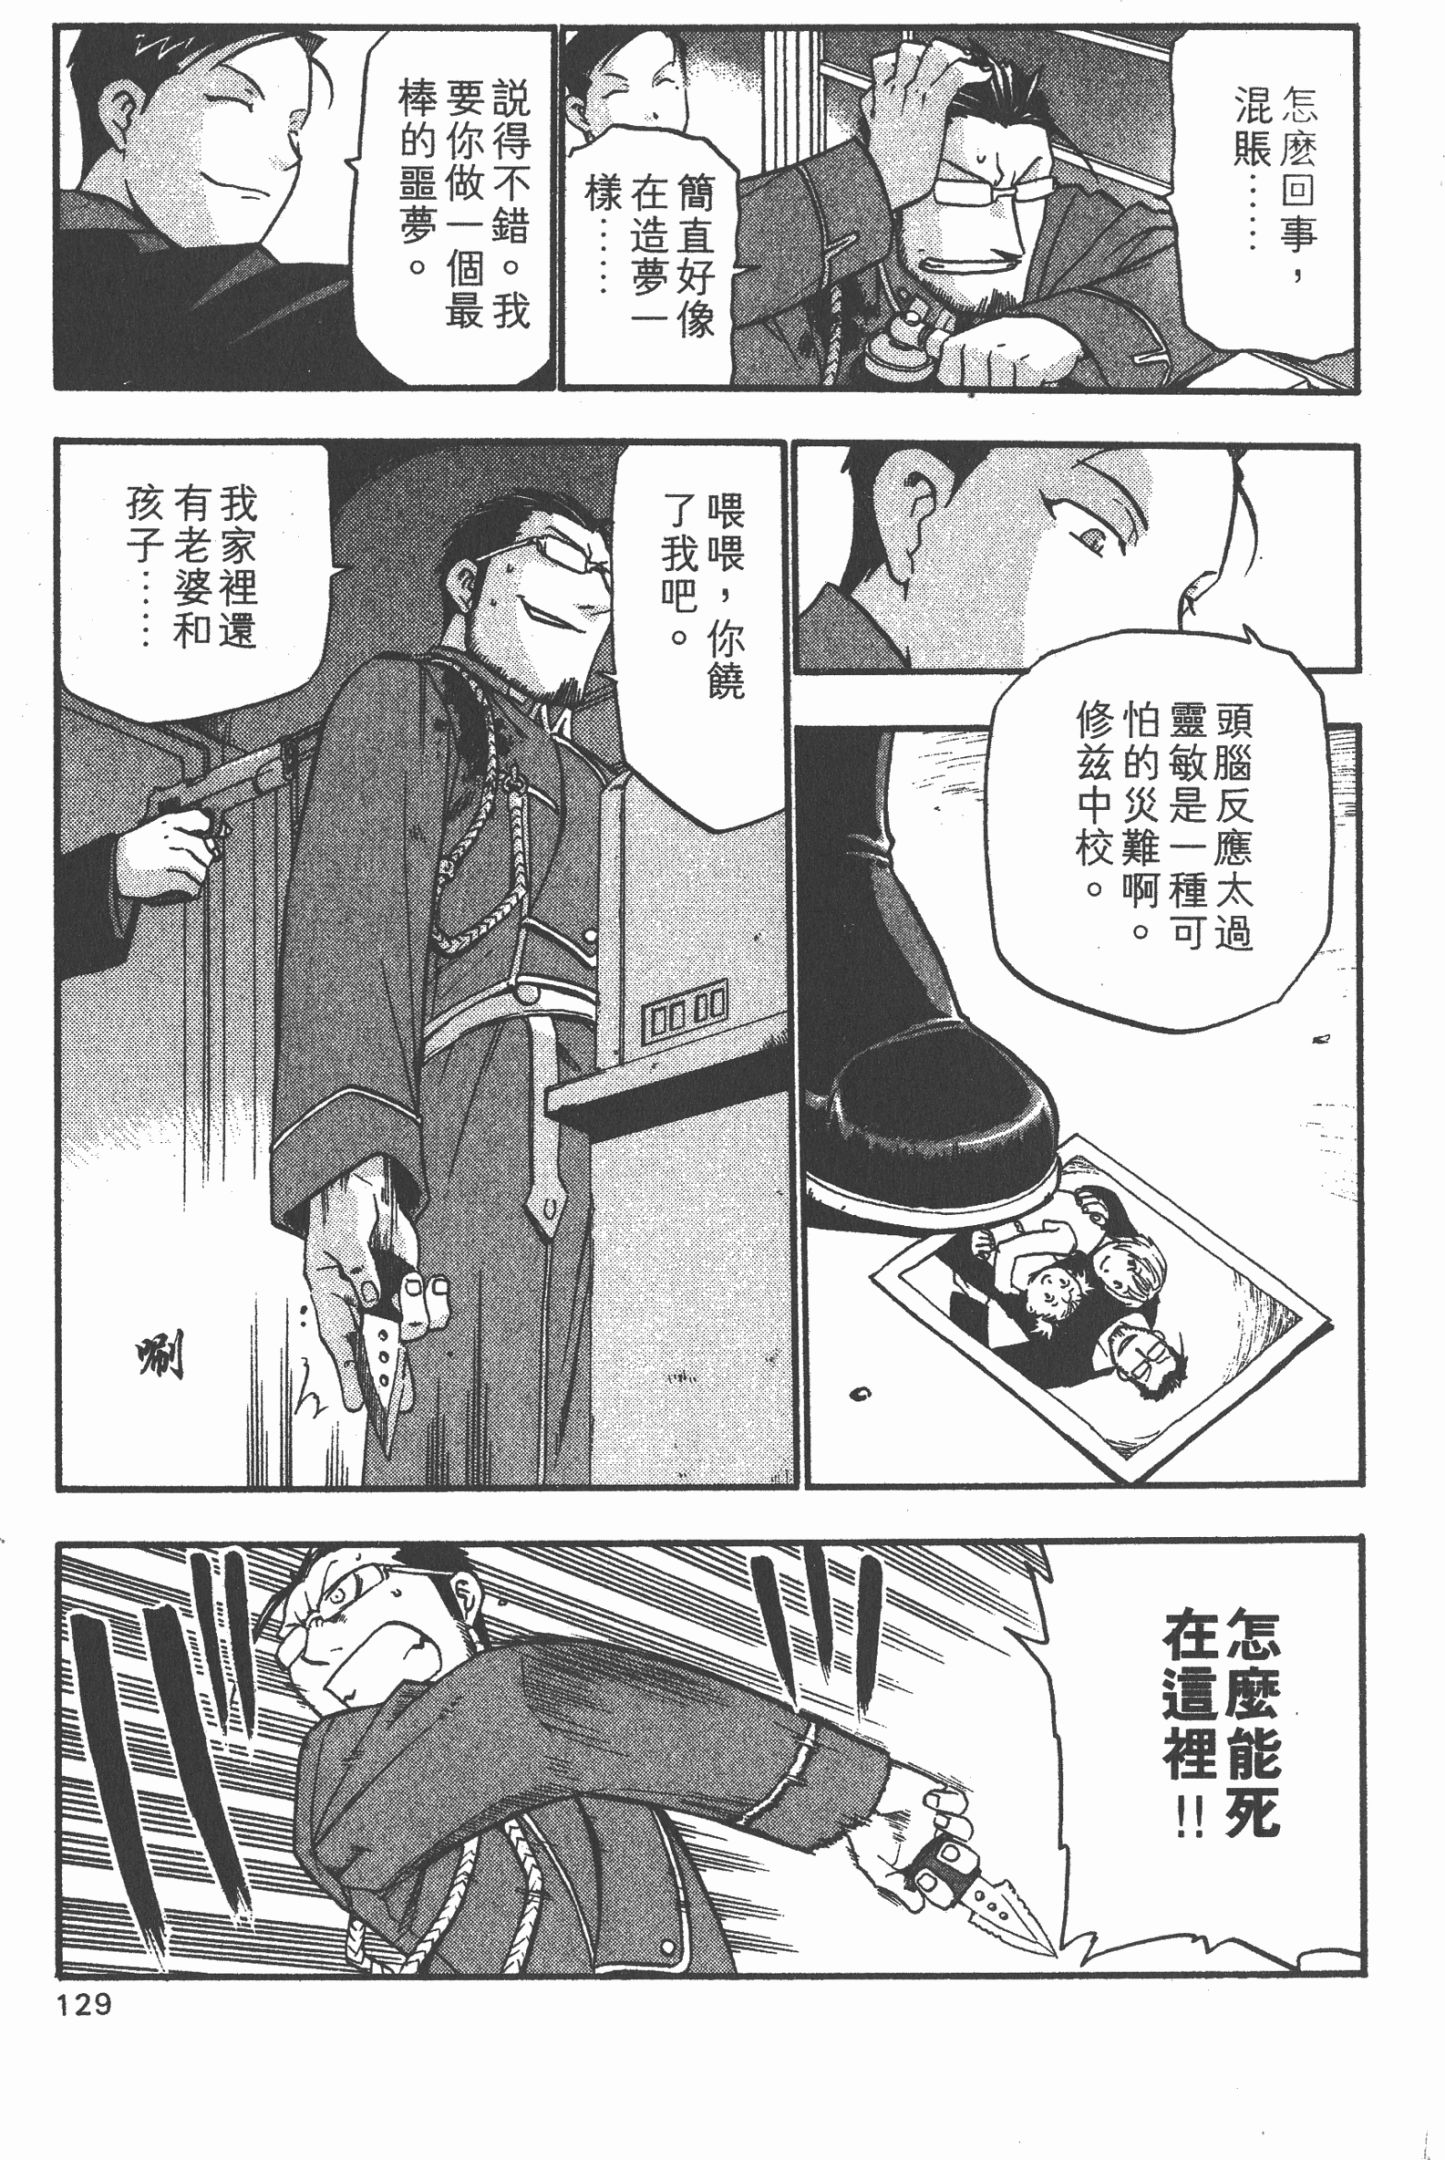 怎麼回事，
混賬……
簡直好像
在造夢一
樣……
説得不錯。我
要你做一個最
棒的噩夢。
頭腦反應太過
靈敏是一種可
怕的災難啊。
修兹中校。
喂喂，你饒
了我吧。
我家裡還
有老婆和
孩子……
唰
怎麼能死
在這裡!!
129